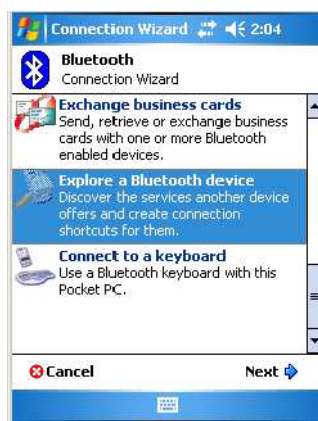 Connection Wizard 2:04
Bluetooth
Connection Wizard
Exchange business cards
Send, retrieve or exchange business
cards with one or more Bluetooth
enabled devices.
Explore a Bluetooth device
Discover the services another device
offers and create connection
shortcuts for them.
Connect to a keyboard
Use a Bluetooth keyboard with this
Pocket PC.
Cancel Next